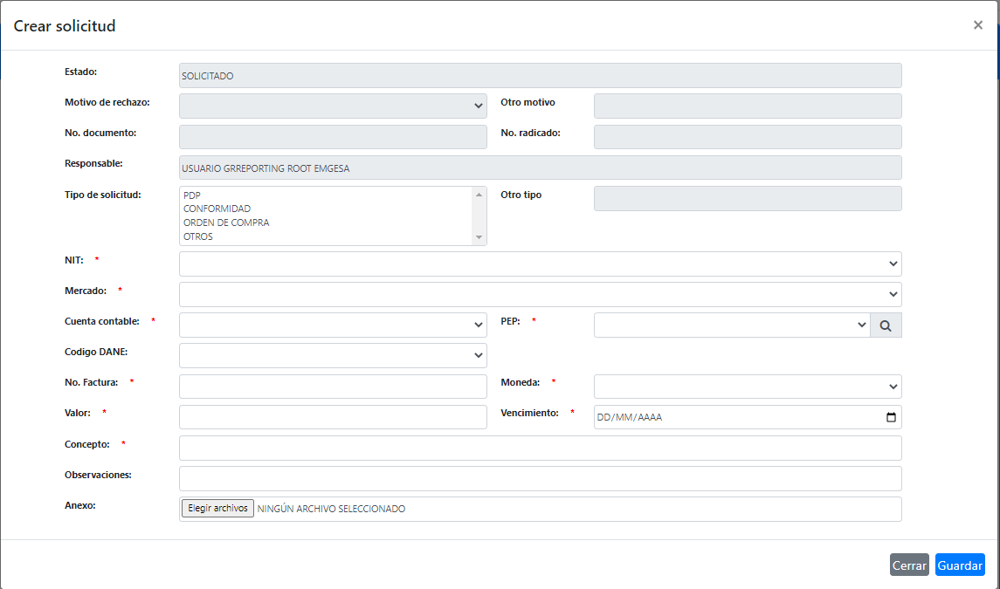 Crear solicitud ×
Estado: SOLICITADO
Motivo de rechazo: Otro motivo
No. documento: No. radicado:
Responsable: USUARIO GRREPORTING ROOT EMGESA
Tipo de solicitud: PDP Otro tipo
CONFORMIDAD
ORDEN DE COMPRA
OTROS
NIT: *
Mercado: *
Cuenta contable: * PEP: *
Codigo DANE:
No. Factura: * Moneda: *
Valor: * Vencimiento: * DD/MM/AAAA
Concepto: *
Observaciones:
Anexo: Elegir archivos NINGÚN ARCHIVO SELECCIONADO
Cerrar Guardar